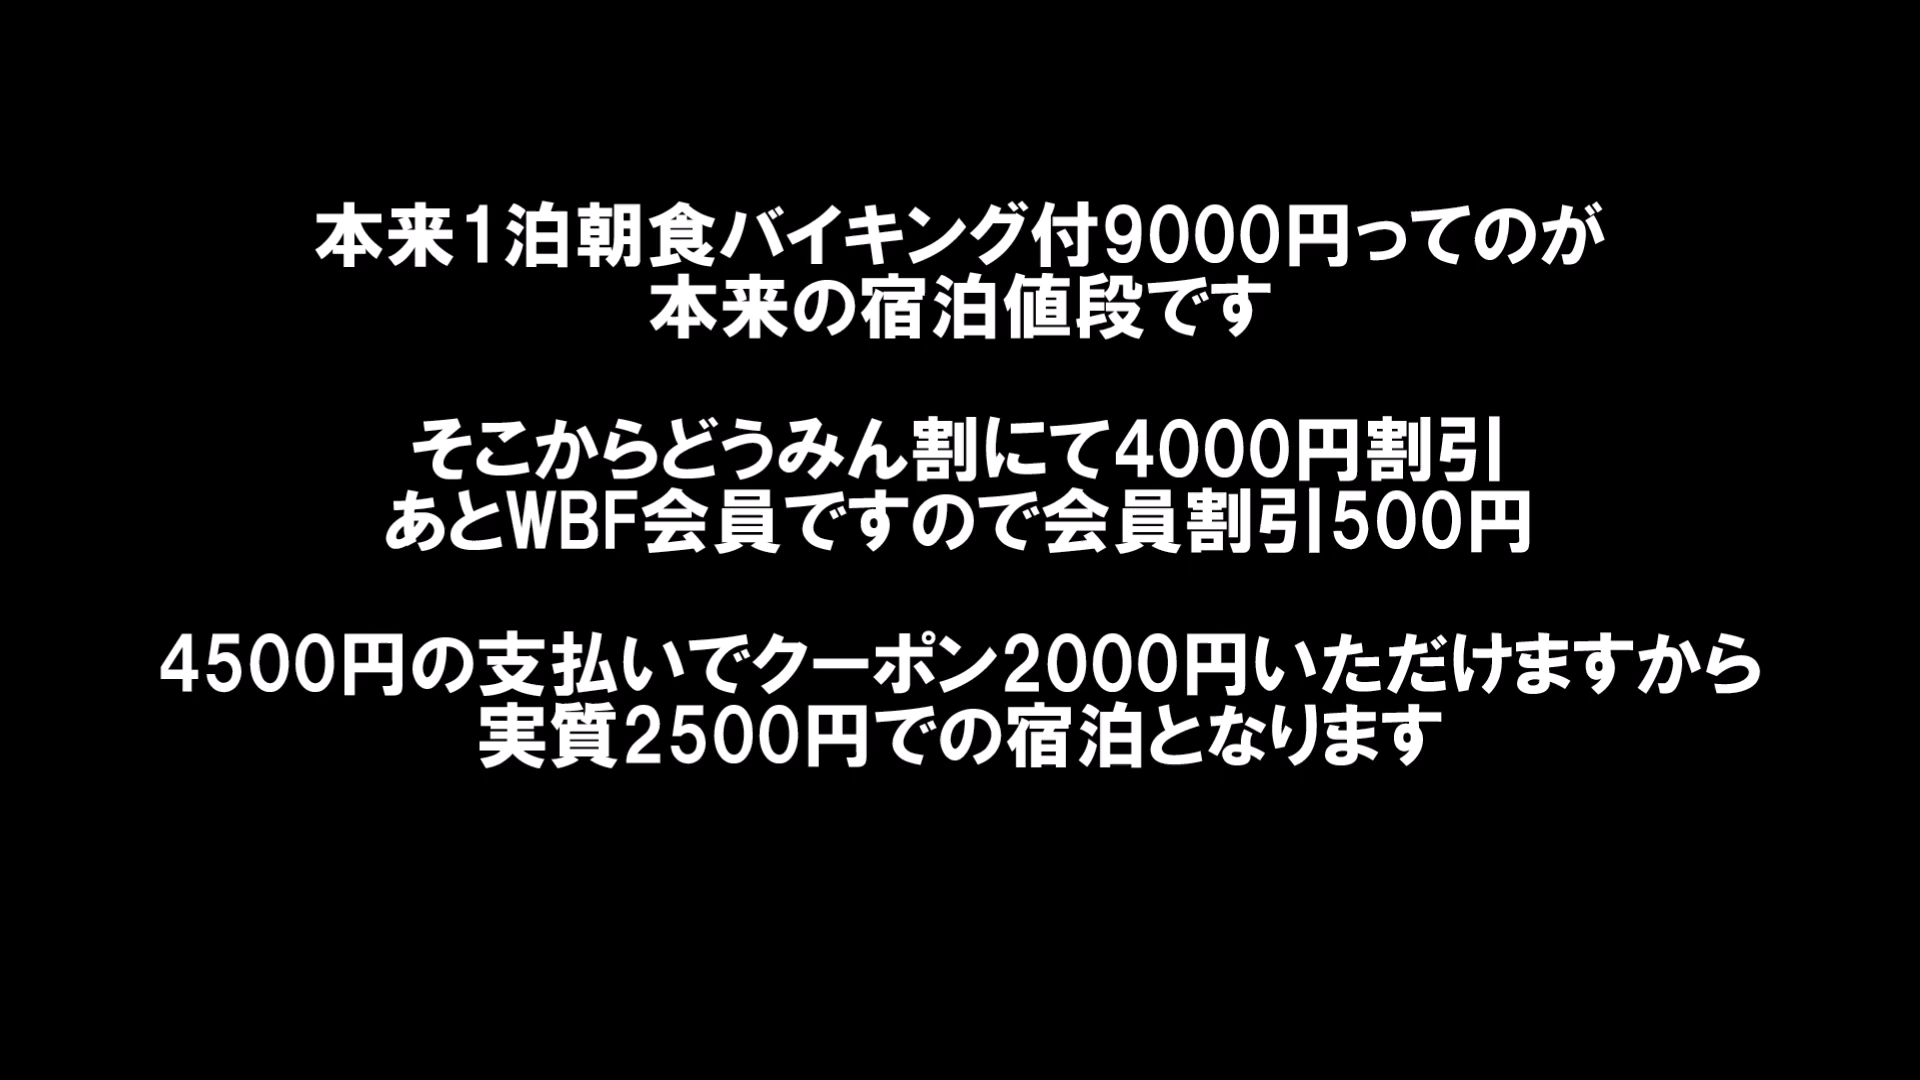 本来1泊朝食バイキング付9000円ってのが
本来の宿泊値段です
そこからどうみん割にて4000円割引
あとWBF会員ですので会員割引500円
4500円の支払いでクーポン2000円いただけますから
実質2500円での宿泊となります